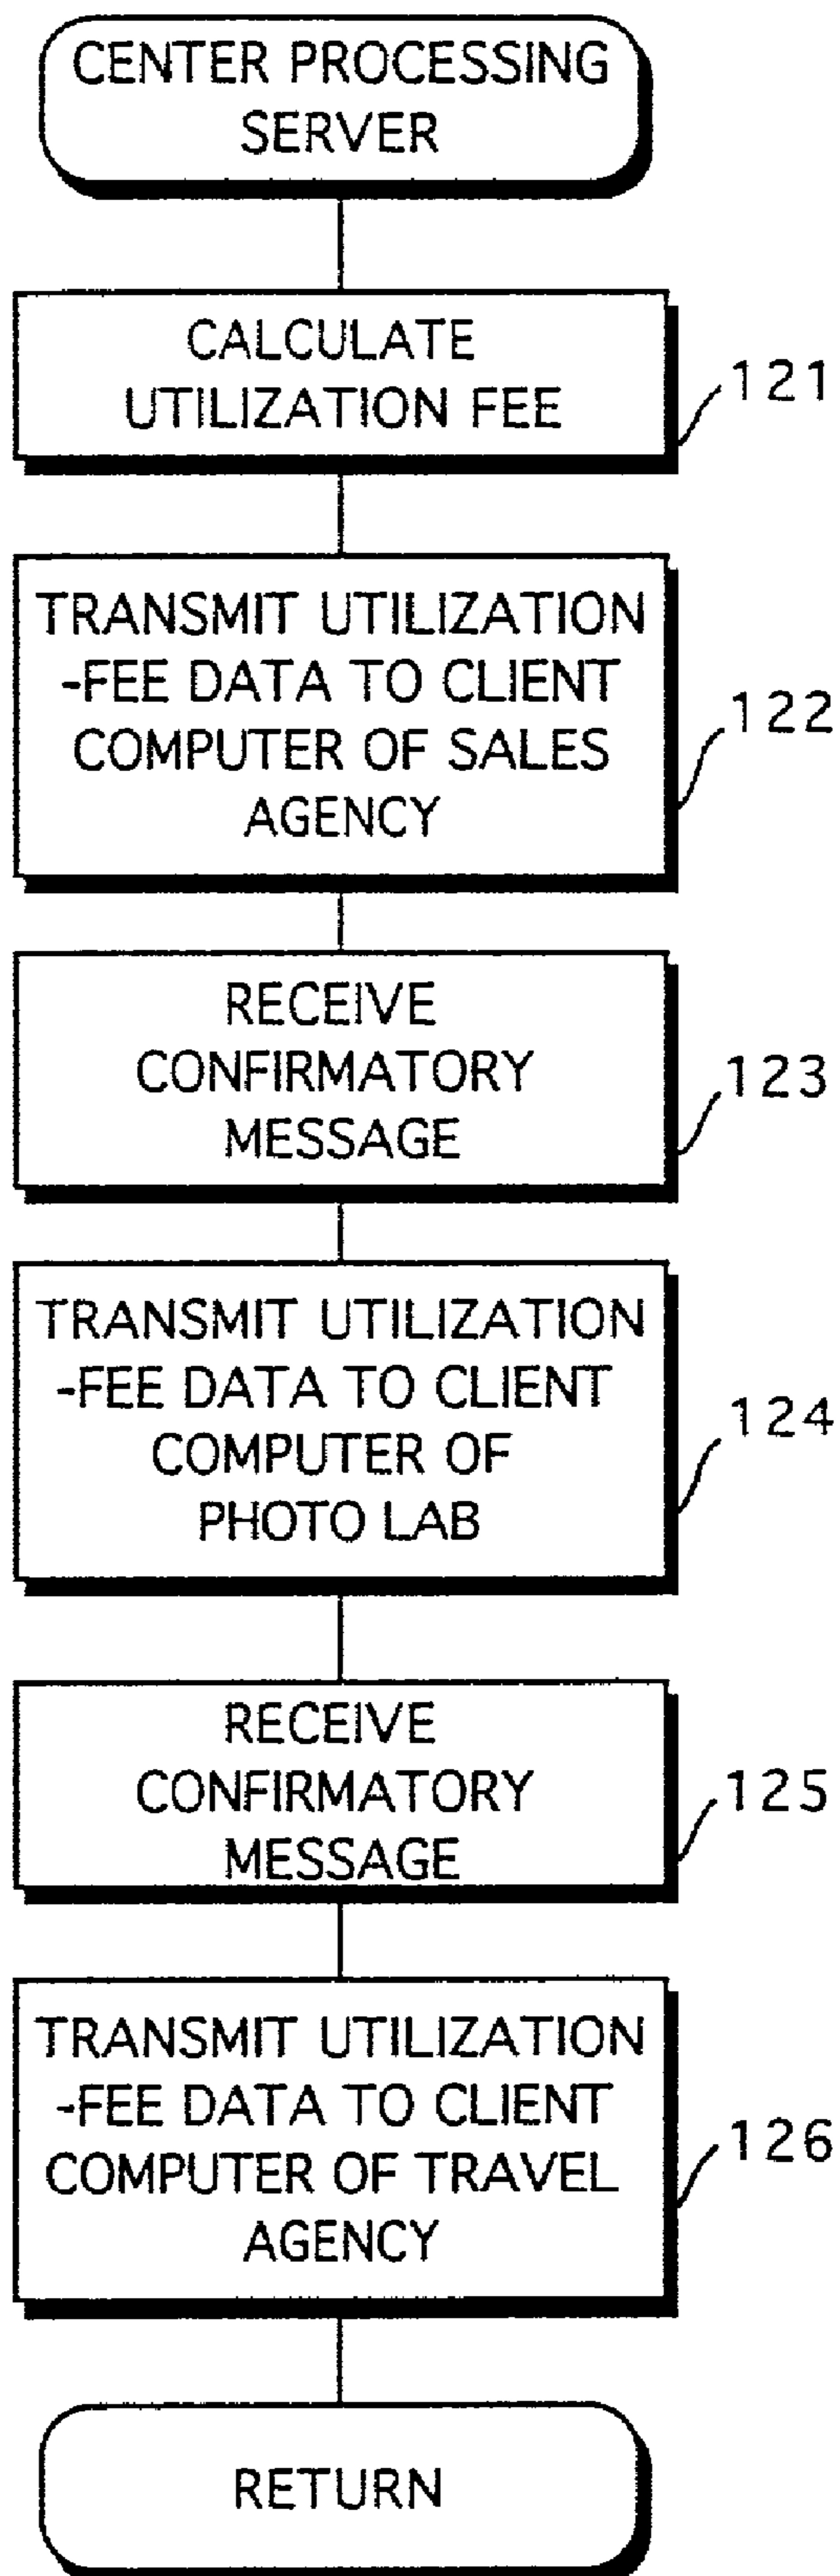 CENTER PROCESSING
SERVER
CALCULATE
UTILIZATION FEE
121
TRANSMIT UTILIZATION
-FEE DATA TO CLIENT
COMPUTER OF SALES
AGENCY
122
RECEIVE
CONFIRMATORY
MESSAGE
123
TRANSMIT UTILIZATION
-FEE DATA TO CLIENT
COMPUTER OF
PHOTO LAB
124
RECEIVE
CONFIRMATORY
MESSAGE
125
TRANSMIT UTILIZATION
-FEE DATA TO CLIENT
COMPUTER OF TRAVEL
AGENCY
126
RETURN